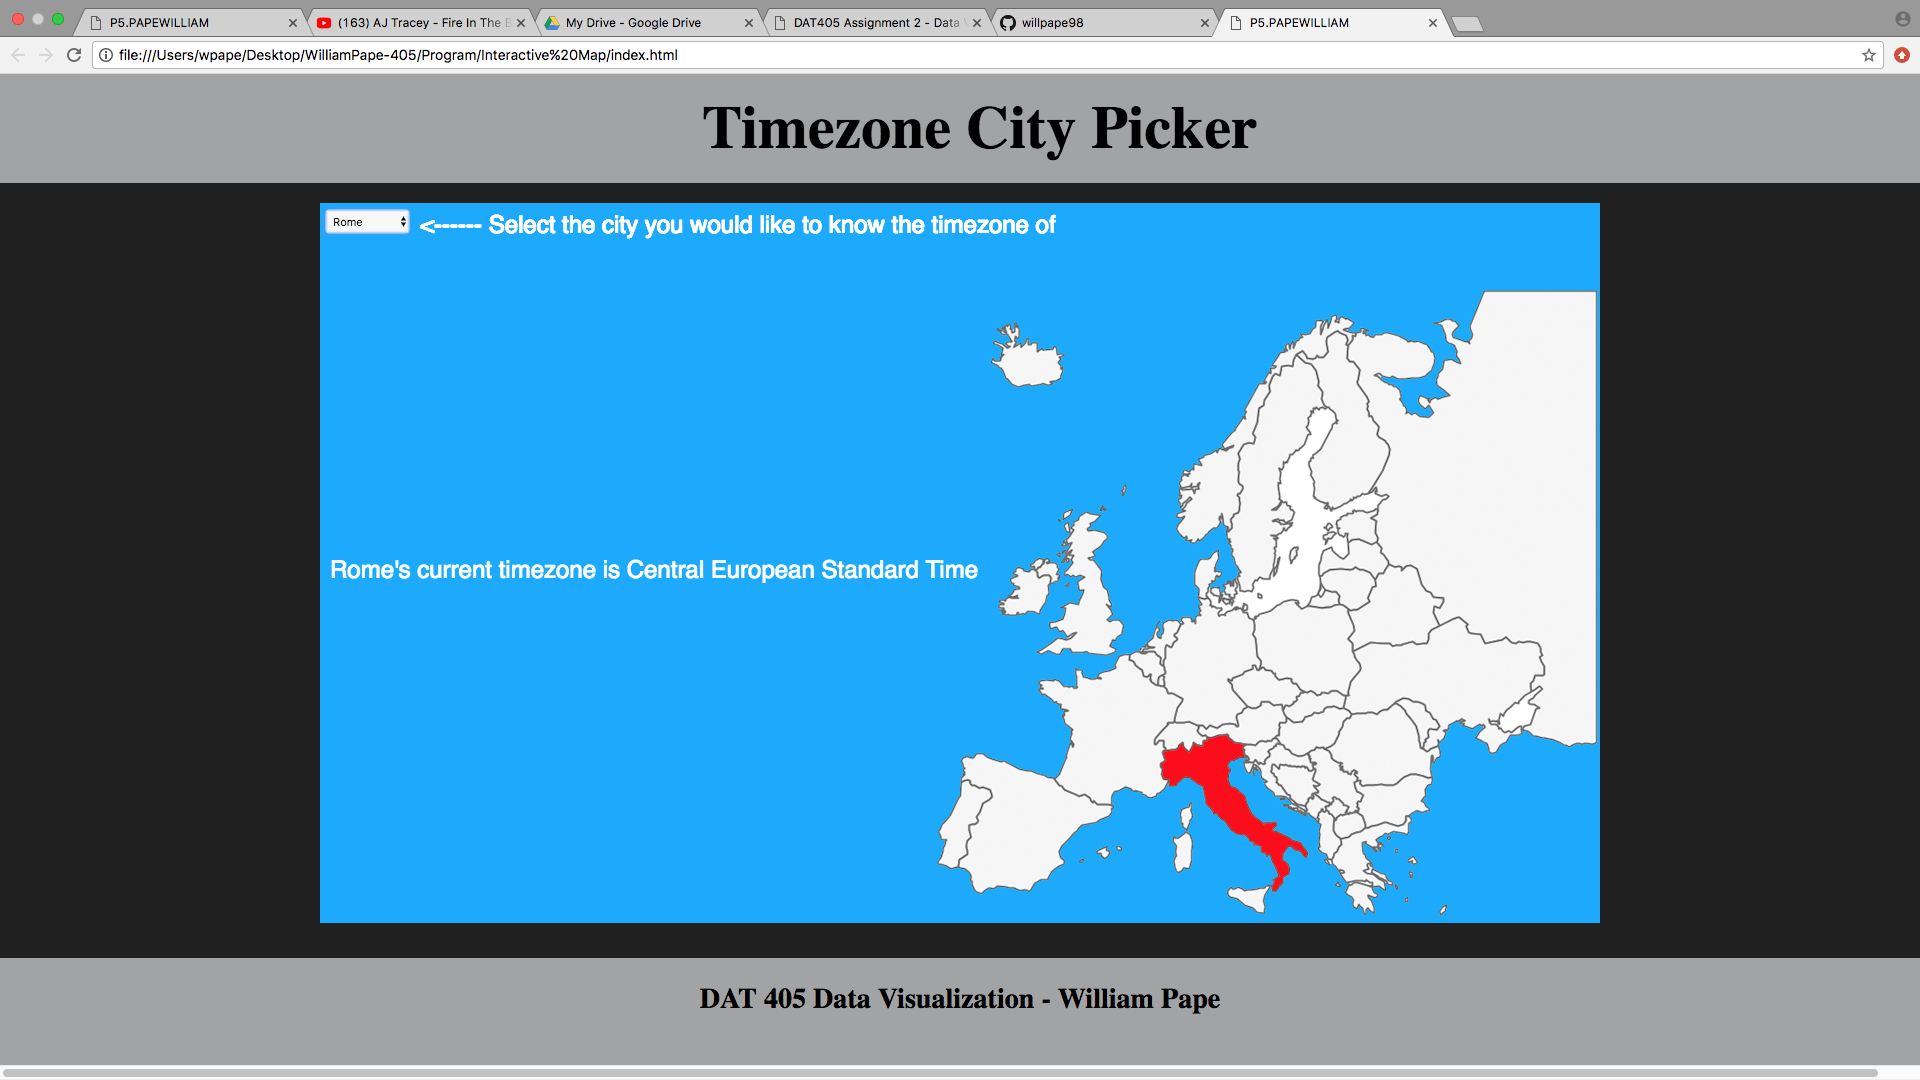 P5.PAPEWILLIAM
(163) AJ Tracey - Fire In The B
My Drive - Google Drive
DAT405 Assignment 2 - Data
willpape98
P5.PAPEWILLIAM
file:///Users/wpape/Desktop/WilliamPape-405/Program/Interactive%20Map/index.html
Timezone City Picker
Rome
<------ Select the city you would like to know the timezone of
Rome's current timezone is Central European Standard Time
DAT 405 Data Visualization - William Pape